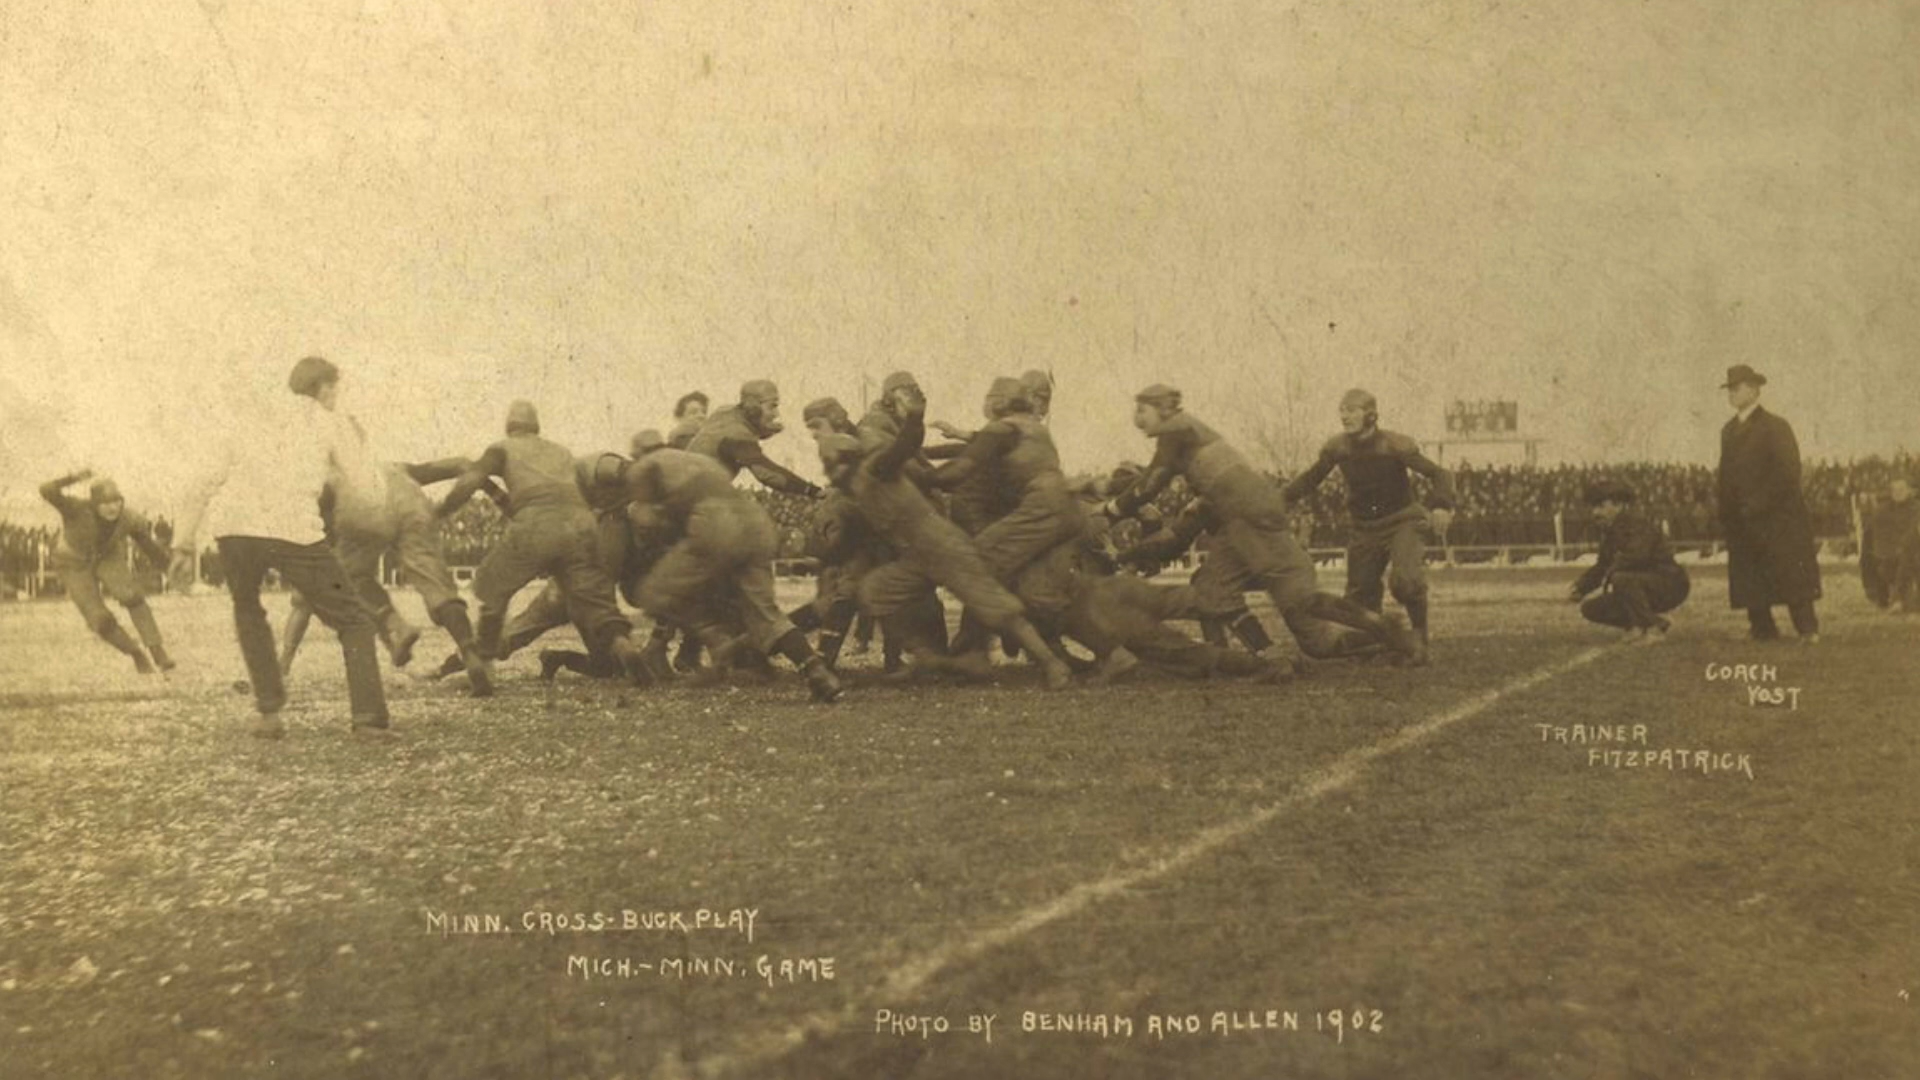 COACH
YOST
TRAINER
FITZPATRICK
MINN. CROSS-BUCK PLAY
MICH.-MINN. GAME
PHOTO BY BENHAM AND ALLEN 1902